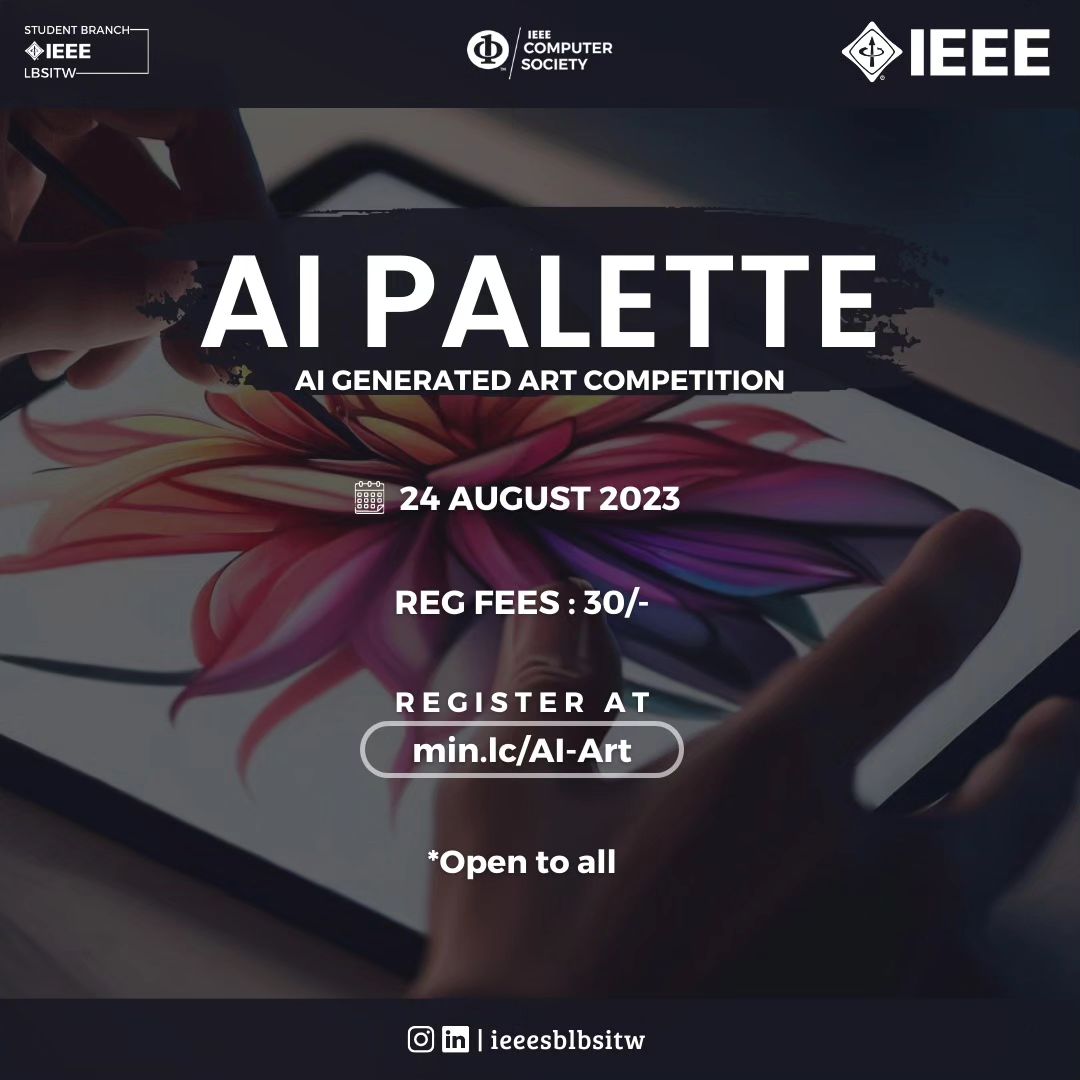 STUDENT BRANCH
IEEE
LBSITW
IEEE
COMPUTER
SOCIETY
IEEE
AI PALETTE
AI GENERATED ART COMPETITION
24 AUGUST 2023
REG FEES : 30/-
REGISTER AT
min.lc/AI-Art
*Open to all
in | ieeesblbsitw